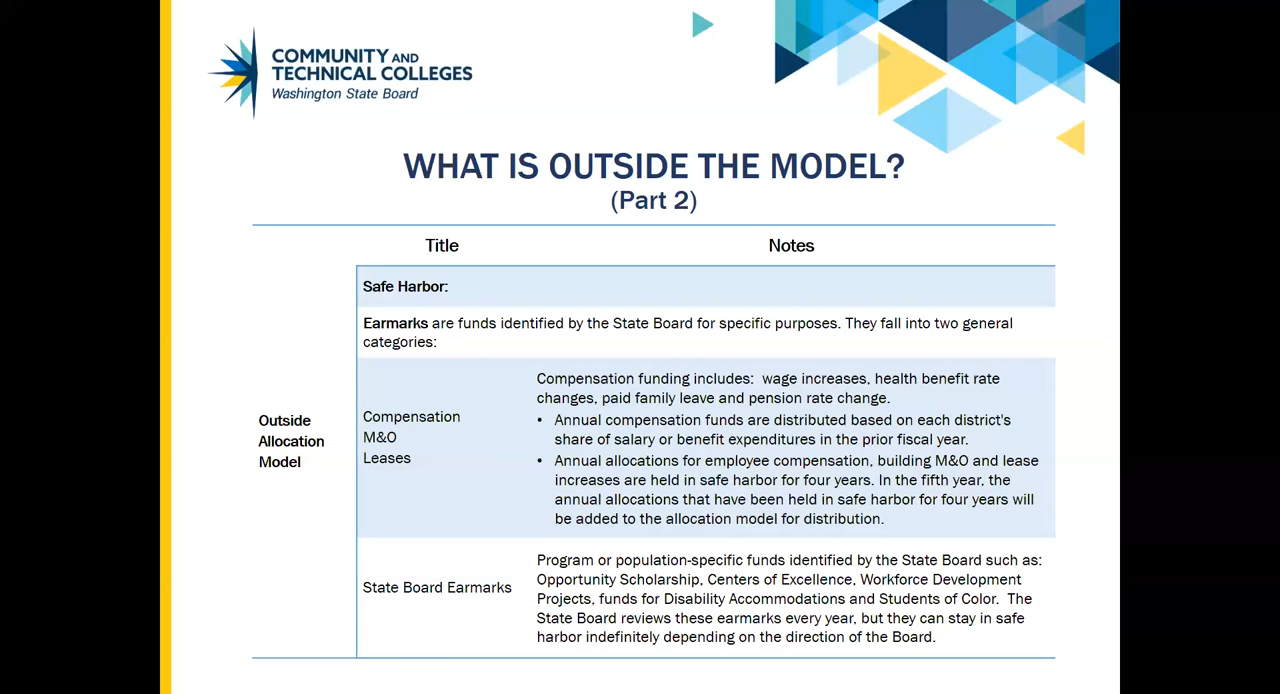 COMMUNITY AND
TECHNICAL COLLEGES
Washington State Board
WHAT IS OUTSIDE THE MODEL?
(Part 2)
Title
Notes
Outside
Allocation
Model
Safe Harbor:
Earmarks are funds identified by the State Board for specific purposes. They fall into two general
categories:
Compensation
M&O
Leases
Compensation funding includes:  wage increases, health benefit rate
changes, paid family leave and pension rate change.
• Annual compensation funds are distributed based on each district's
share of salary or benefit expenditures in the prior fiscal year.
• Annual allocations for employee compensation, building M&O and lease
increases are held in safe harbor for four years. In the fifth year, the
annual allocations that have been held in safe harbor for four years will
be added to the allocation model for distribution.
State Board Earmarks
Program or population-specific funds identified by the State Board such as:
Opportunity Scholarship, Centers of Excellence, Workforce Development
Projects, funds for Disability Accommodations and Students of Color.  The
State Board reviews these earmarks every year, but they can stay in safe
harbor indefinitely depending on the direction of the Board.